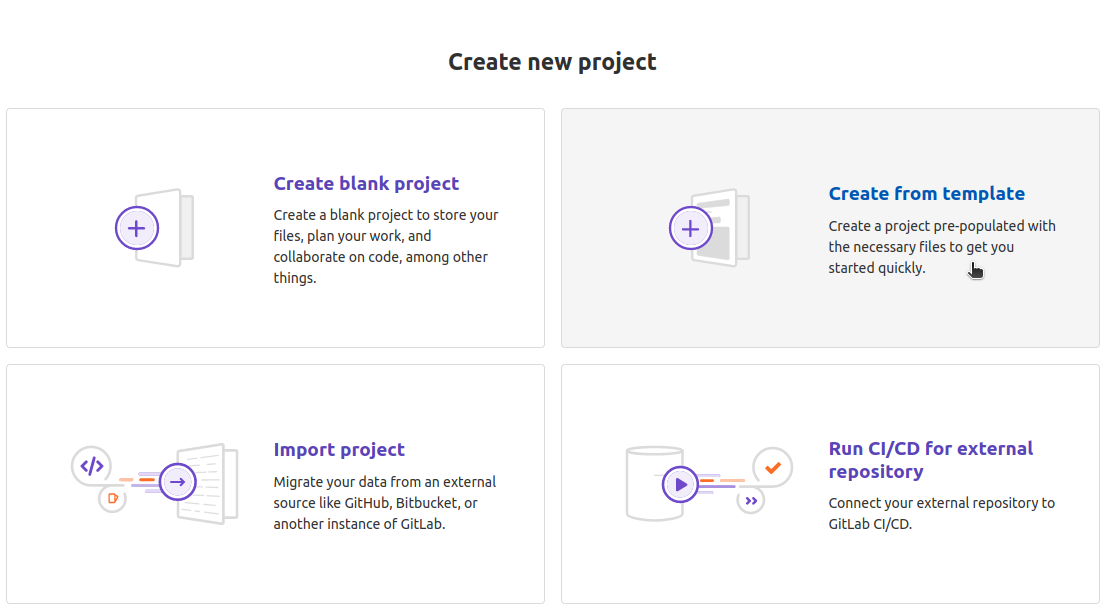 Create new project
Create blank project
Create a blank project to store your
files, plan your work, and
collaborate on code, among other
things.
Create from template
Create a project pre-populated with
the necessary files to get you
started quickly.
Import project
Migrate your data from an external
source like GitHub, Bitbucket, or
another instance of GitLab.
Run CI/CD for external
repository
Connect your external repository to
GitLab CI/CD.